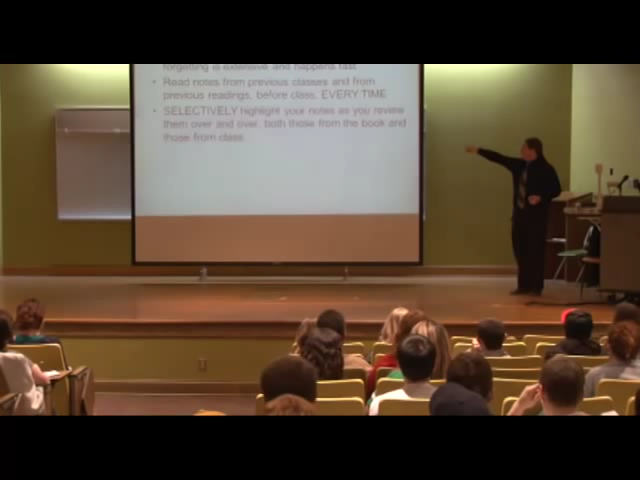 forgetting is extensive and happens fast
• Read notes from previous classes and from
previous readings, before class, EVERY TIME
• SELECTIVELY highlight your notes as you review
them over and over, both those from the book and
those from class.